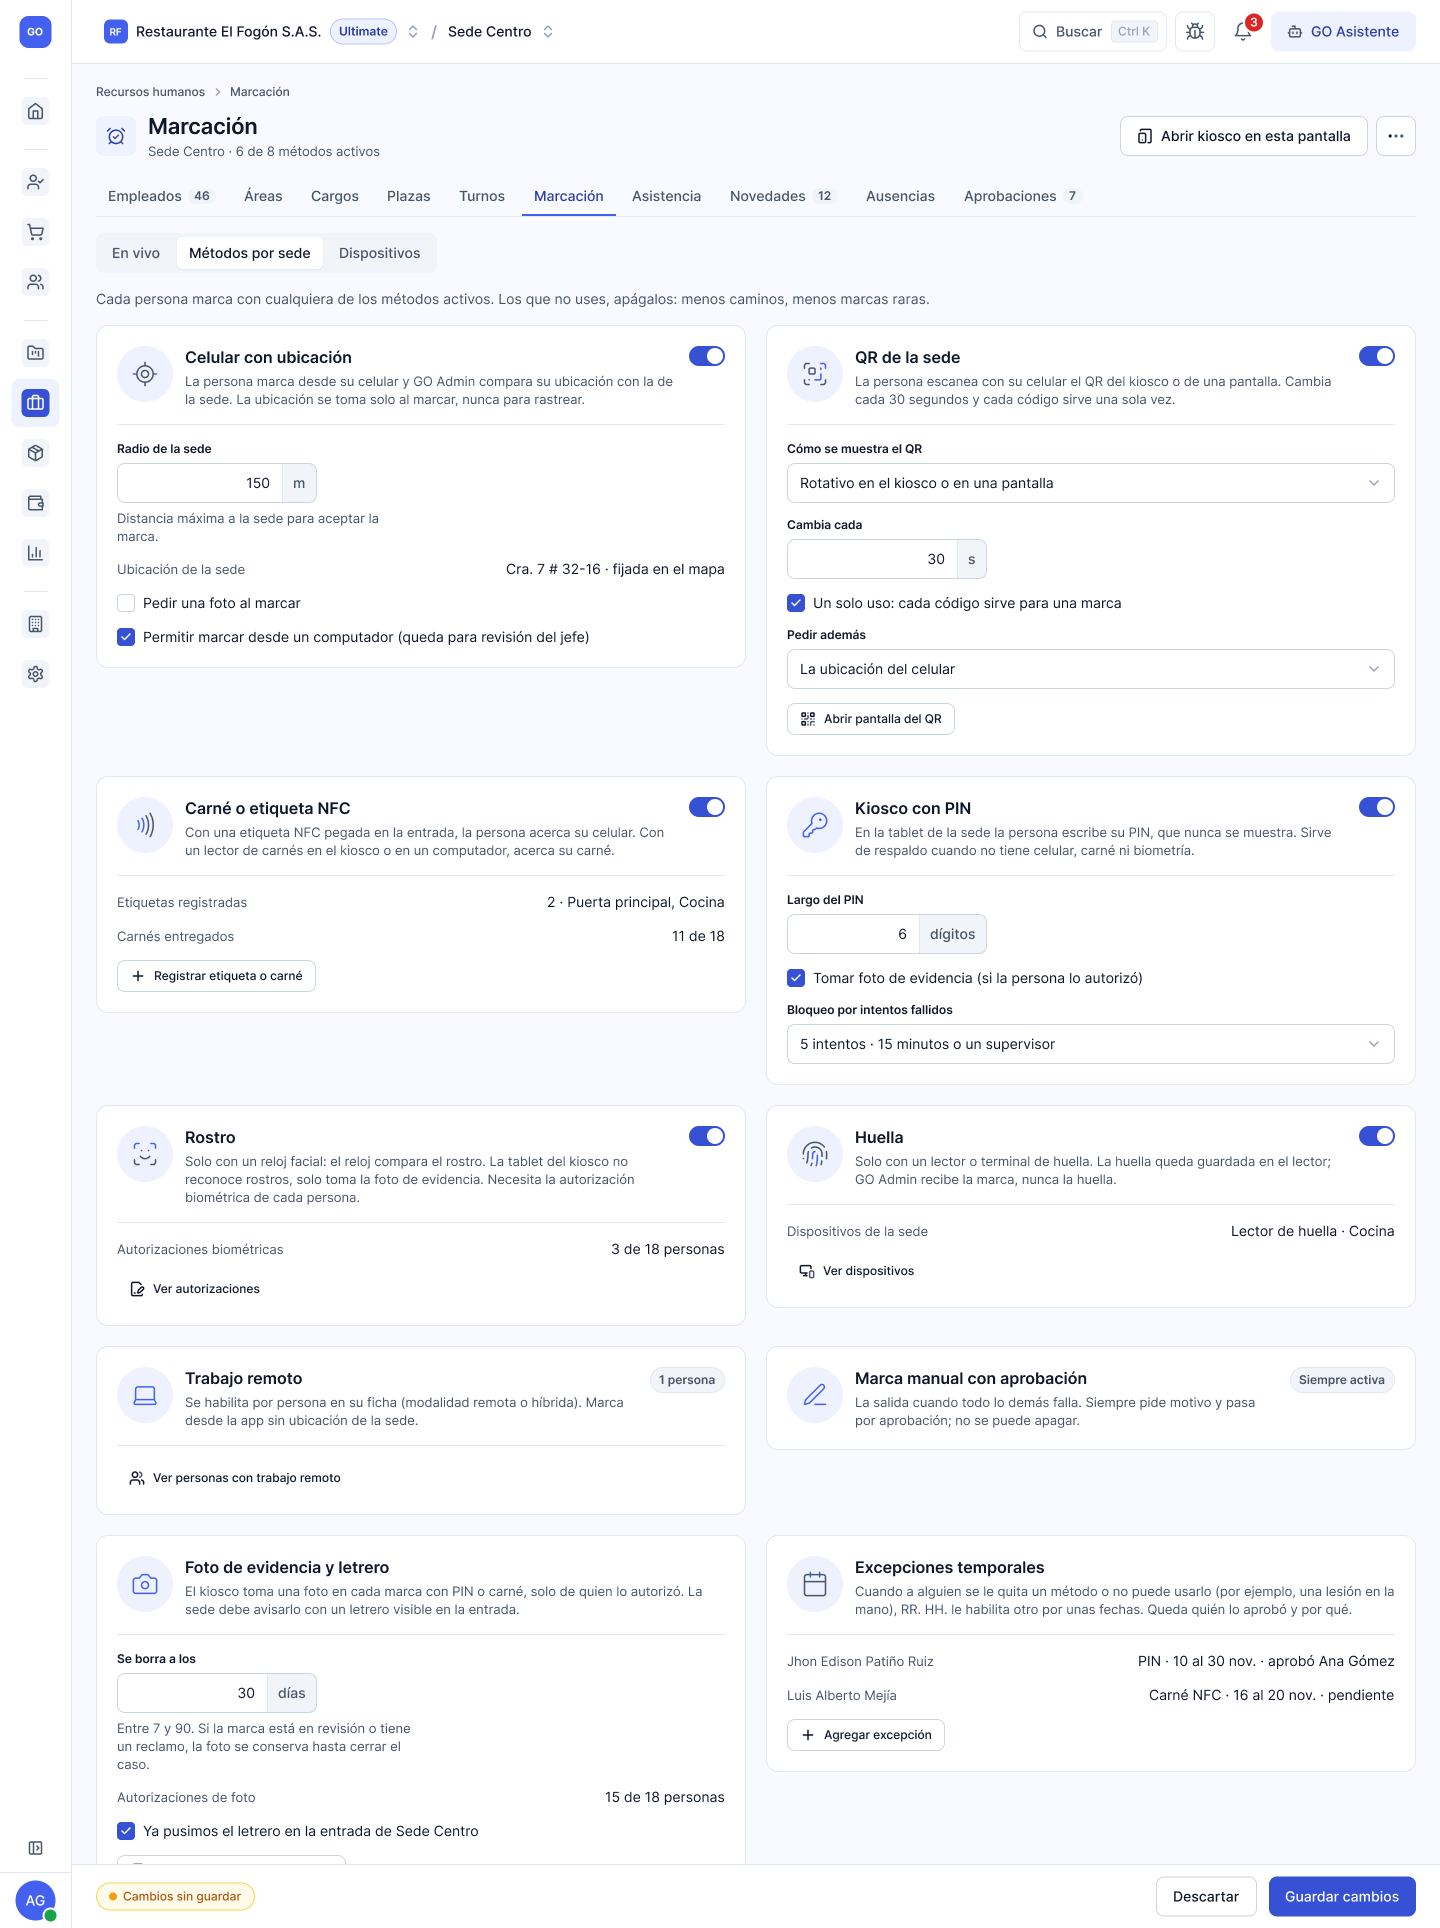 GO
RF Restaurante El Fogón S.A.S. Ultimate / Sede Centro
Buscar Ctrl K
3
GO Asistente
Recursos humanos > Marcación
Marcación
Sede Centro · 6 de 8 métodos activos
Abrir kiosco en esta pantalla
Empleados 46 Áreas Cargos Plazas Turnos Marcación Asistencia Novedades 12 Ausencias Aprobaciones 7
En vivo Métodos por sede Dispositivos
Cada persona marca con cualquiera de los métodos activos. Los que no uses, apágalos: menos caminos, menos marcas raras.
Celular con ubicación
La persona marca desde su celular y GO Admin compara su ubicación con la de
la sede. La ubicación se toma solo al marcar, nunca para rastrear.
Radio de la sede
150 m
Distancia máxima a la sede para aceptar la
marca.
Ubicación de la sede Cra. 7 # 32-16 · fijada en el mapa
Pedir una foto al marcar
Permitir marcar desde un computador (queda para revisión del jefe)
QR de la sede
La persona escanea con su celular el QR del kiosco o de una pantalla. Cambia
cada 30 segundos y cada código sirve una sola vez.
Cómo se muestra el QR
Rotativo en el kiosco o en una pantalla
Cambia cada
30 s
Un solo uso: cada código sirve para una marca
Pedir además
La ubicación del celular
Abrir pantalla del QR
Carné o etiqueta NFC
Con una etiqueta NFC pegada en la entrada, la persona acerca su celular. Con
un lector de carnés en el kiosco o en un computador, acerca su carné.
Etiquetas registradas 2 · Puerta principal, Cocina
Carnés entregados 11 de 18
Registrar etiqueta o carné
Kiosco con PIN
En la tablet de la sede la persona escribe su PIN, que nunca se muestra. Sirve
de respaldo cuando no tiene celular, carné ni biometría.
Largo del PIN
6 dígitos
Tomar foto de evidencia (si la persona lo autorizó)
Bloqueo por intentos fallidos
5 intentos · 15 minutos o un supervisor
Rostro
Solo con un reloj facial: el reloj compara el rostro. La tablet del kiosco no
reconoce rostros, solo toma la foto de evidencia. Necesita la autorización
biométrica de cada persona.
Autorizaciones biométricas 3 de 18 personas
Ver autorizaciones
Huella
Solo con un lector o terminal de huella. La huella queda guardada en el lector;
GO Admin recibe la marca, nunca la huella.
Dispositivos de la sede Lector de huella · Cocina
Ver dispositivos
Trabajo remoto 1 persona
Se habilita por persona en su ficha (modalidad remota o híbrida). Marca
desde la app sin ubicación de la sede.
Ver personas con trabajo remoto
Marca manual con aprobación Siempre activa
La salida cuando todo lo demás falla. Siempre pide motivo y pasa
por aprobación; no se puede apagar.
Foto de evidencia y letrero
El kiosco toma una foto en cada marca con PIN o carné, solo de quien lo autorizó. La
sede debe avisarlo con un letrero visible en la entrada.
Se borra a los
30 días
Entre 7 y 90. Si la marca está en revisión o tiene
un reclamo, la foto se conserva hasta cerrar el
caso.
Autorizaciones de foto 15 de 18 personas
Ya pusimos el letrero en la entrada de Sede Centro
Excepciones temporales
Cuando a alguien se le quita un método o no puede usarlo (por ejemplo, una lesión en la
mano), RR. HH. le habilita otro por unas fechas. Queda quién lo aprobó y por qué.
Jhon Edison Patiño Ruiz PIN · 10 al 30 nov. · aprobó Ana Gómez
Luis Alberto Mejía Carné NFC · 16 al 20 nov. · pendiente
Agregar excepción
AG
Cambios sin guardar
Descartar
Guardar cambios